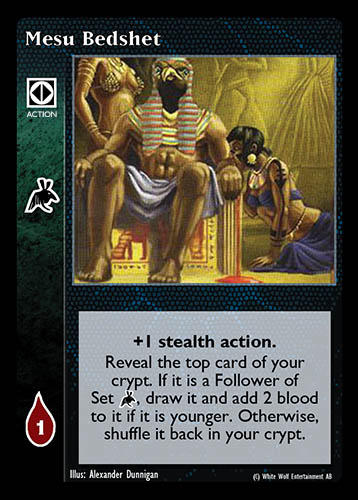 Mesu Bedshet
ACTION
+1 stealth action.
Reveal the top card of your
crypt. If it is a Follower of
Set , draw it and add 2 blood
to it if it is younger. Otherwise,
shuffle it back in your crypt.
1
Illus: Alexander Dunnigan
(C) White Wolf Entertainment AB